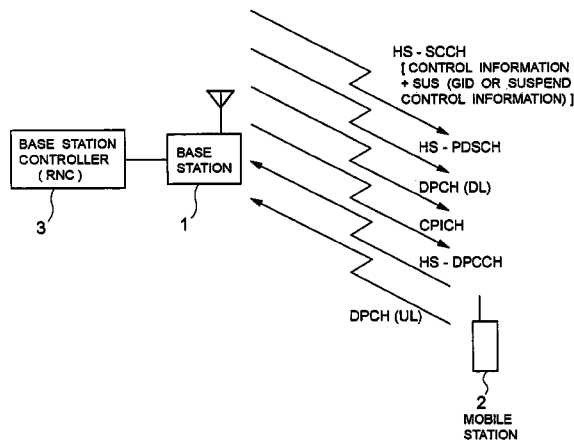 HS - SCCH
[ CONTROL INFORMATION
+ SUS (GID OR SUSPEND
CONTROL INFORMATION) ]
BASE STATION
CONTROLLER
( RNC )
3
BASE
STATION
1
HS - PDSCH
DPCH (DL)
CPICH
HS - DPCCH
DPCH (UL)
2
MOBILE
STATION